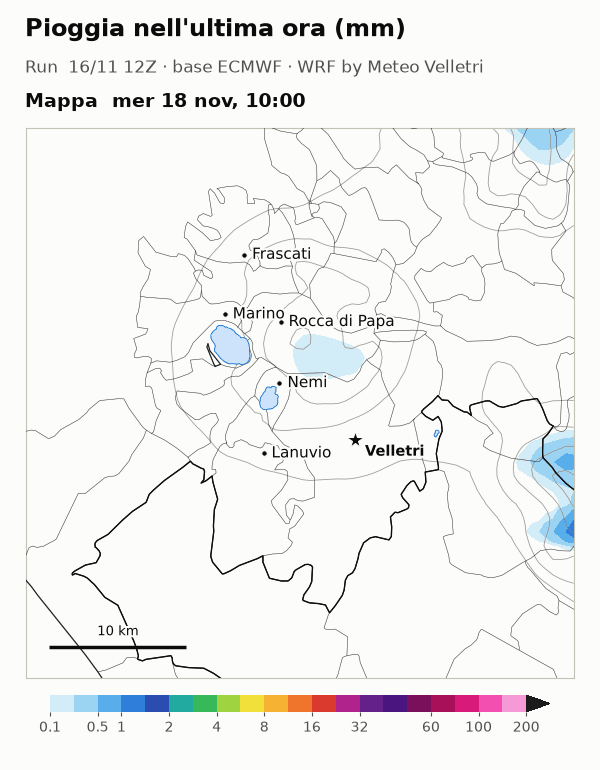 Pioggia nell'ultima ora (mm)
Run  16/11 12Z · base ECMWF · WRF by Meteo Velletri
Mappa  mer 18 nov, 10:00
Frascati
Marino
Rocca di Papa
Nemi
Velletri
Lanuvio
10 km
0.1 0.5 1 2 4 8 16 32 60 100 200